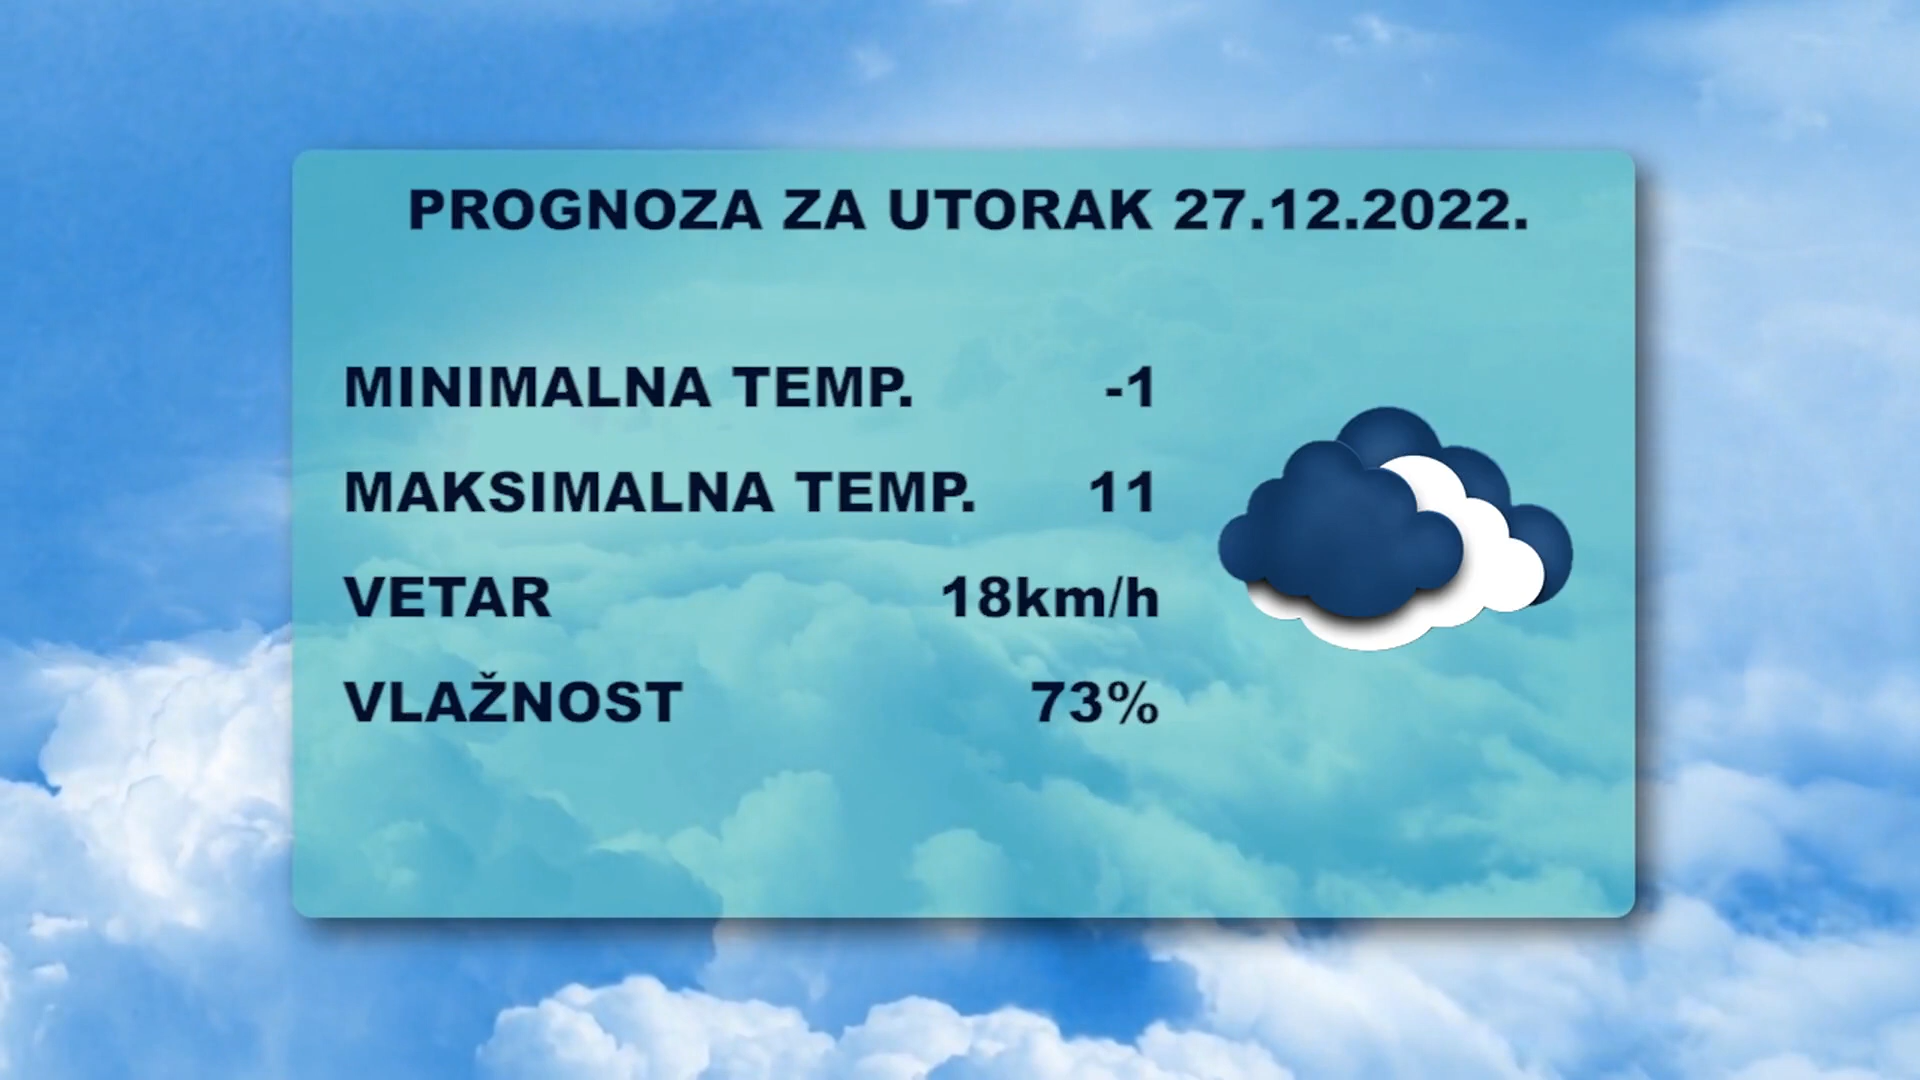 PROGNOZA ZA UTORAK 27.12.2022.
MINIMALNA TEMP. -1
MAKSIMALNA TEMP. 11
VETAR 18km/h
VLAŽNOST 73%